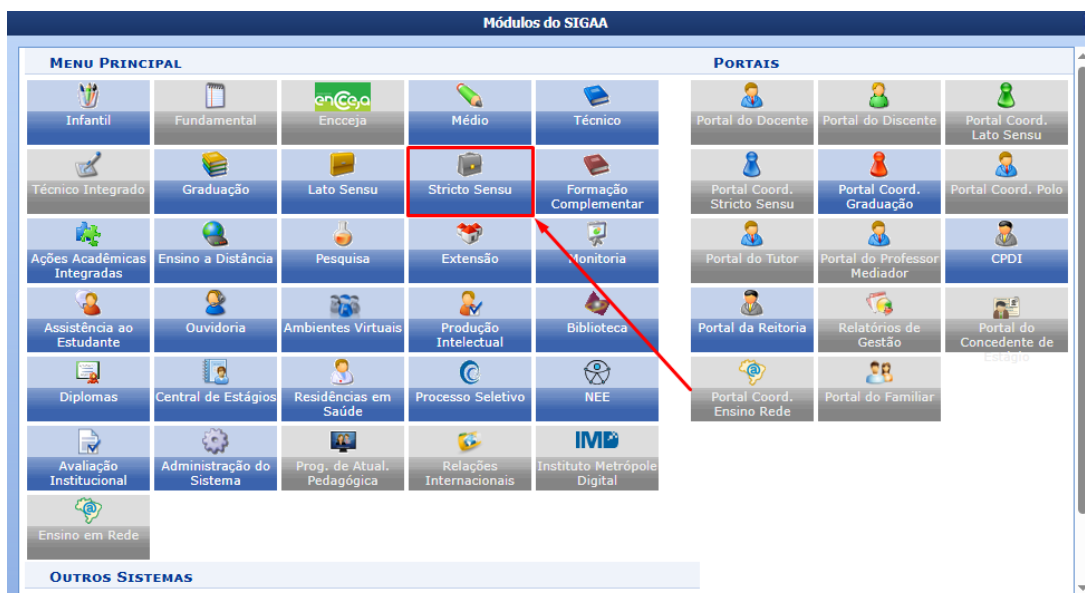 Módulos do SIGAA
MENU PRINCIPAL
Infantil
Fundamental
encceja
Encceja
Médio
Técnico
Técnico Integrado
Graduação
Lato Sensu
Stricto Sensu
Formação
Complementar
Ações Acadêmicas
Integradas
Ensino a Distância
Pesquisa
Extensão
Monitoria
Assistência ao
Estudante
Ouvidoria
Ambientes Virtuais
Produção
Intelectual
Biblioteca
Diplomas
Central de Estágios
Residências em
Saúde
Processo Seletivo
NEE
Avaliação
Institucional
Administração do
Sistema
Prog. de Atual.
Pedagógica
Relações
Internacionais
IMD
Instituto Metrópole
Digital
Ensino em Rede
PORTAIS
Portal do Docente
Portal do Discente
Portal Coord.
Lato Sensu
Portal Coord.
Stricto Sensu
Portal Coord.
Graduação
Portal Coord. Polo
Portal do Tutor
Portal do Professor
Mediador
CPDI
Portal da Reitoria
Relatórios de
Gestão
Portal do
Concedente de
Estágio
Portal Coord.
Ensino Rede
Portal do Familiar
OUTROS SISTEMAS